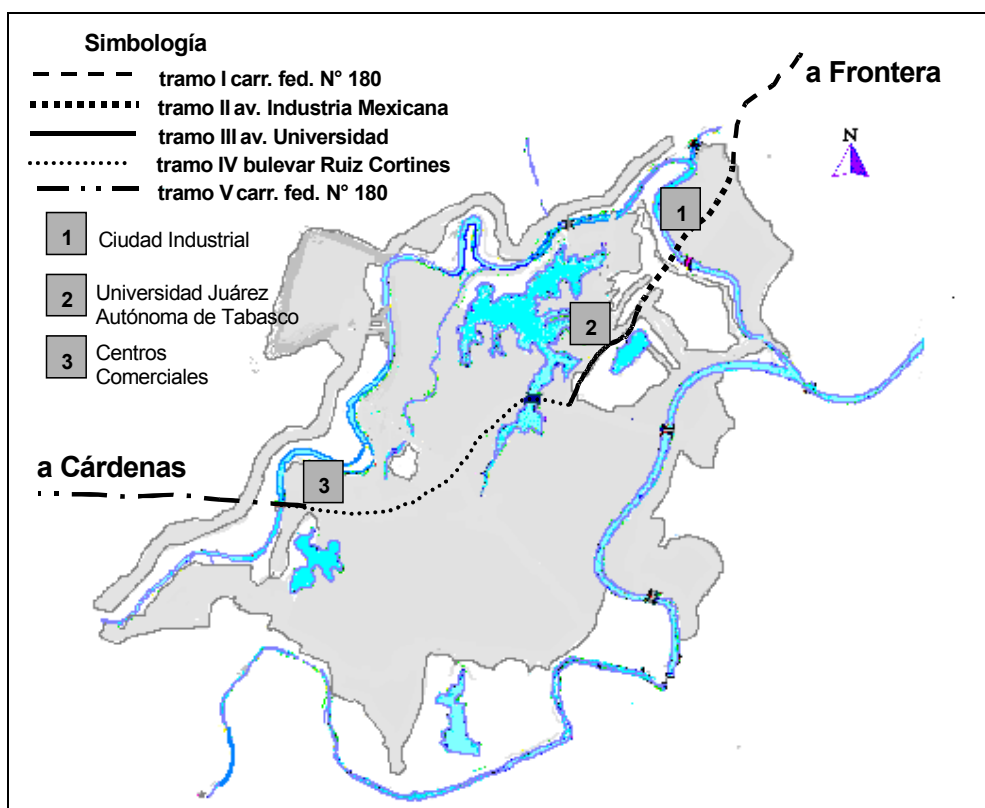 Simbología
tramo I carr. fed. N° 180
tramo II av. Industria Mexicana
tramo III av. Universidad
tramo IV bulevar Ruiz Cortines
tramo V carr. fed. N° 180
1 Ciudad Industrial
2 Universidad Juárez
Autónoma de Tabasco
3 Centros
Comerciales
a Frontera
N
1
2
a Cárdenas
3